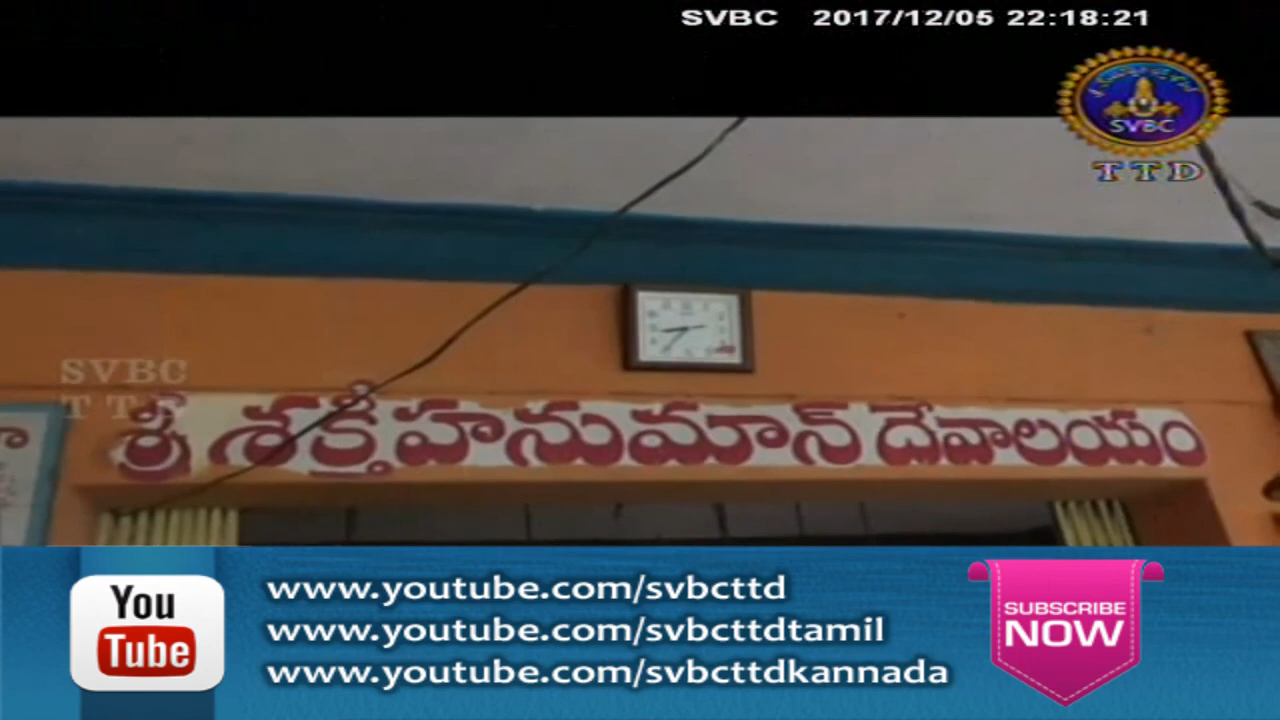 SVBC 2017/12/05 22:18:21
SVBC
TTD
SVBC
TTD
శ్రీ శక్తి హనుమాన్ దేవాలయం
You
Tube
www.youtube.com/svbcttd
www.youtube.com/svbcttdtamil
www.youtube.com/svbcttdkannada
SUBSCRIBE
NOW